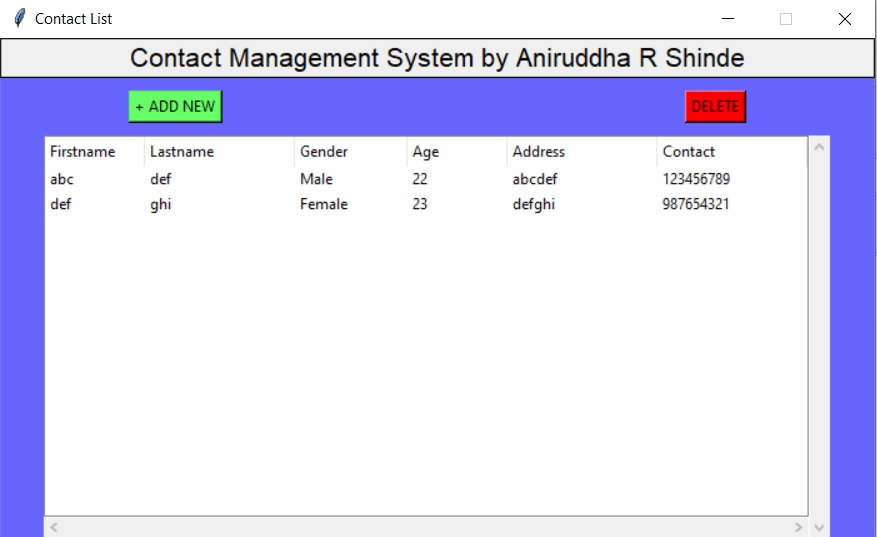 Contact List
Contact Management System by Aniruddha R Shinde
+ ADD NEW DELETE
Firstname Lastname Gender Age Address Contact
abc def Male 22 abcdef 123456789
def ghi Female 23 defghi 987654321